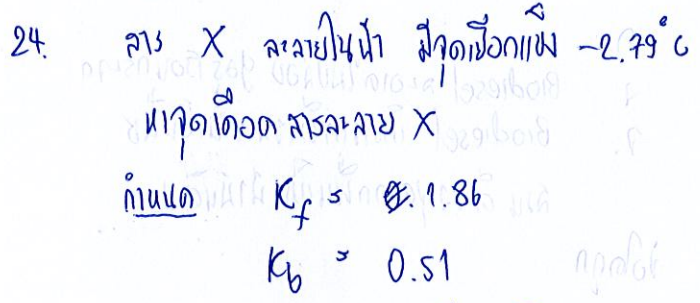 24. สาร X ละลายในน้ำ มีจุดเยือกแข็ง -2.79°C
หาจุดเดือดสารละลาย X
กำหนด Kf = 1.86
Kb = 0.51